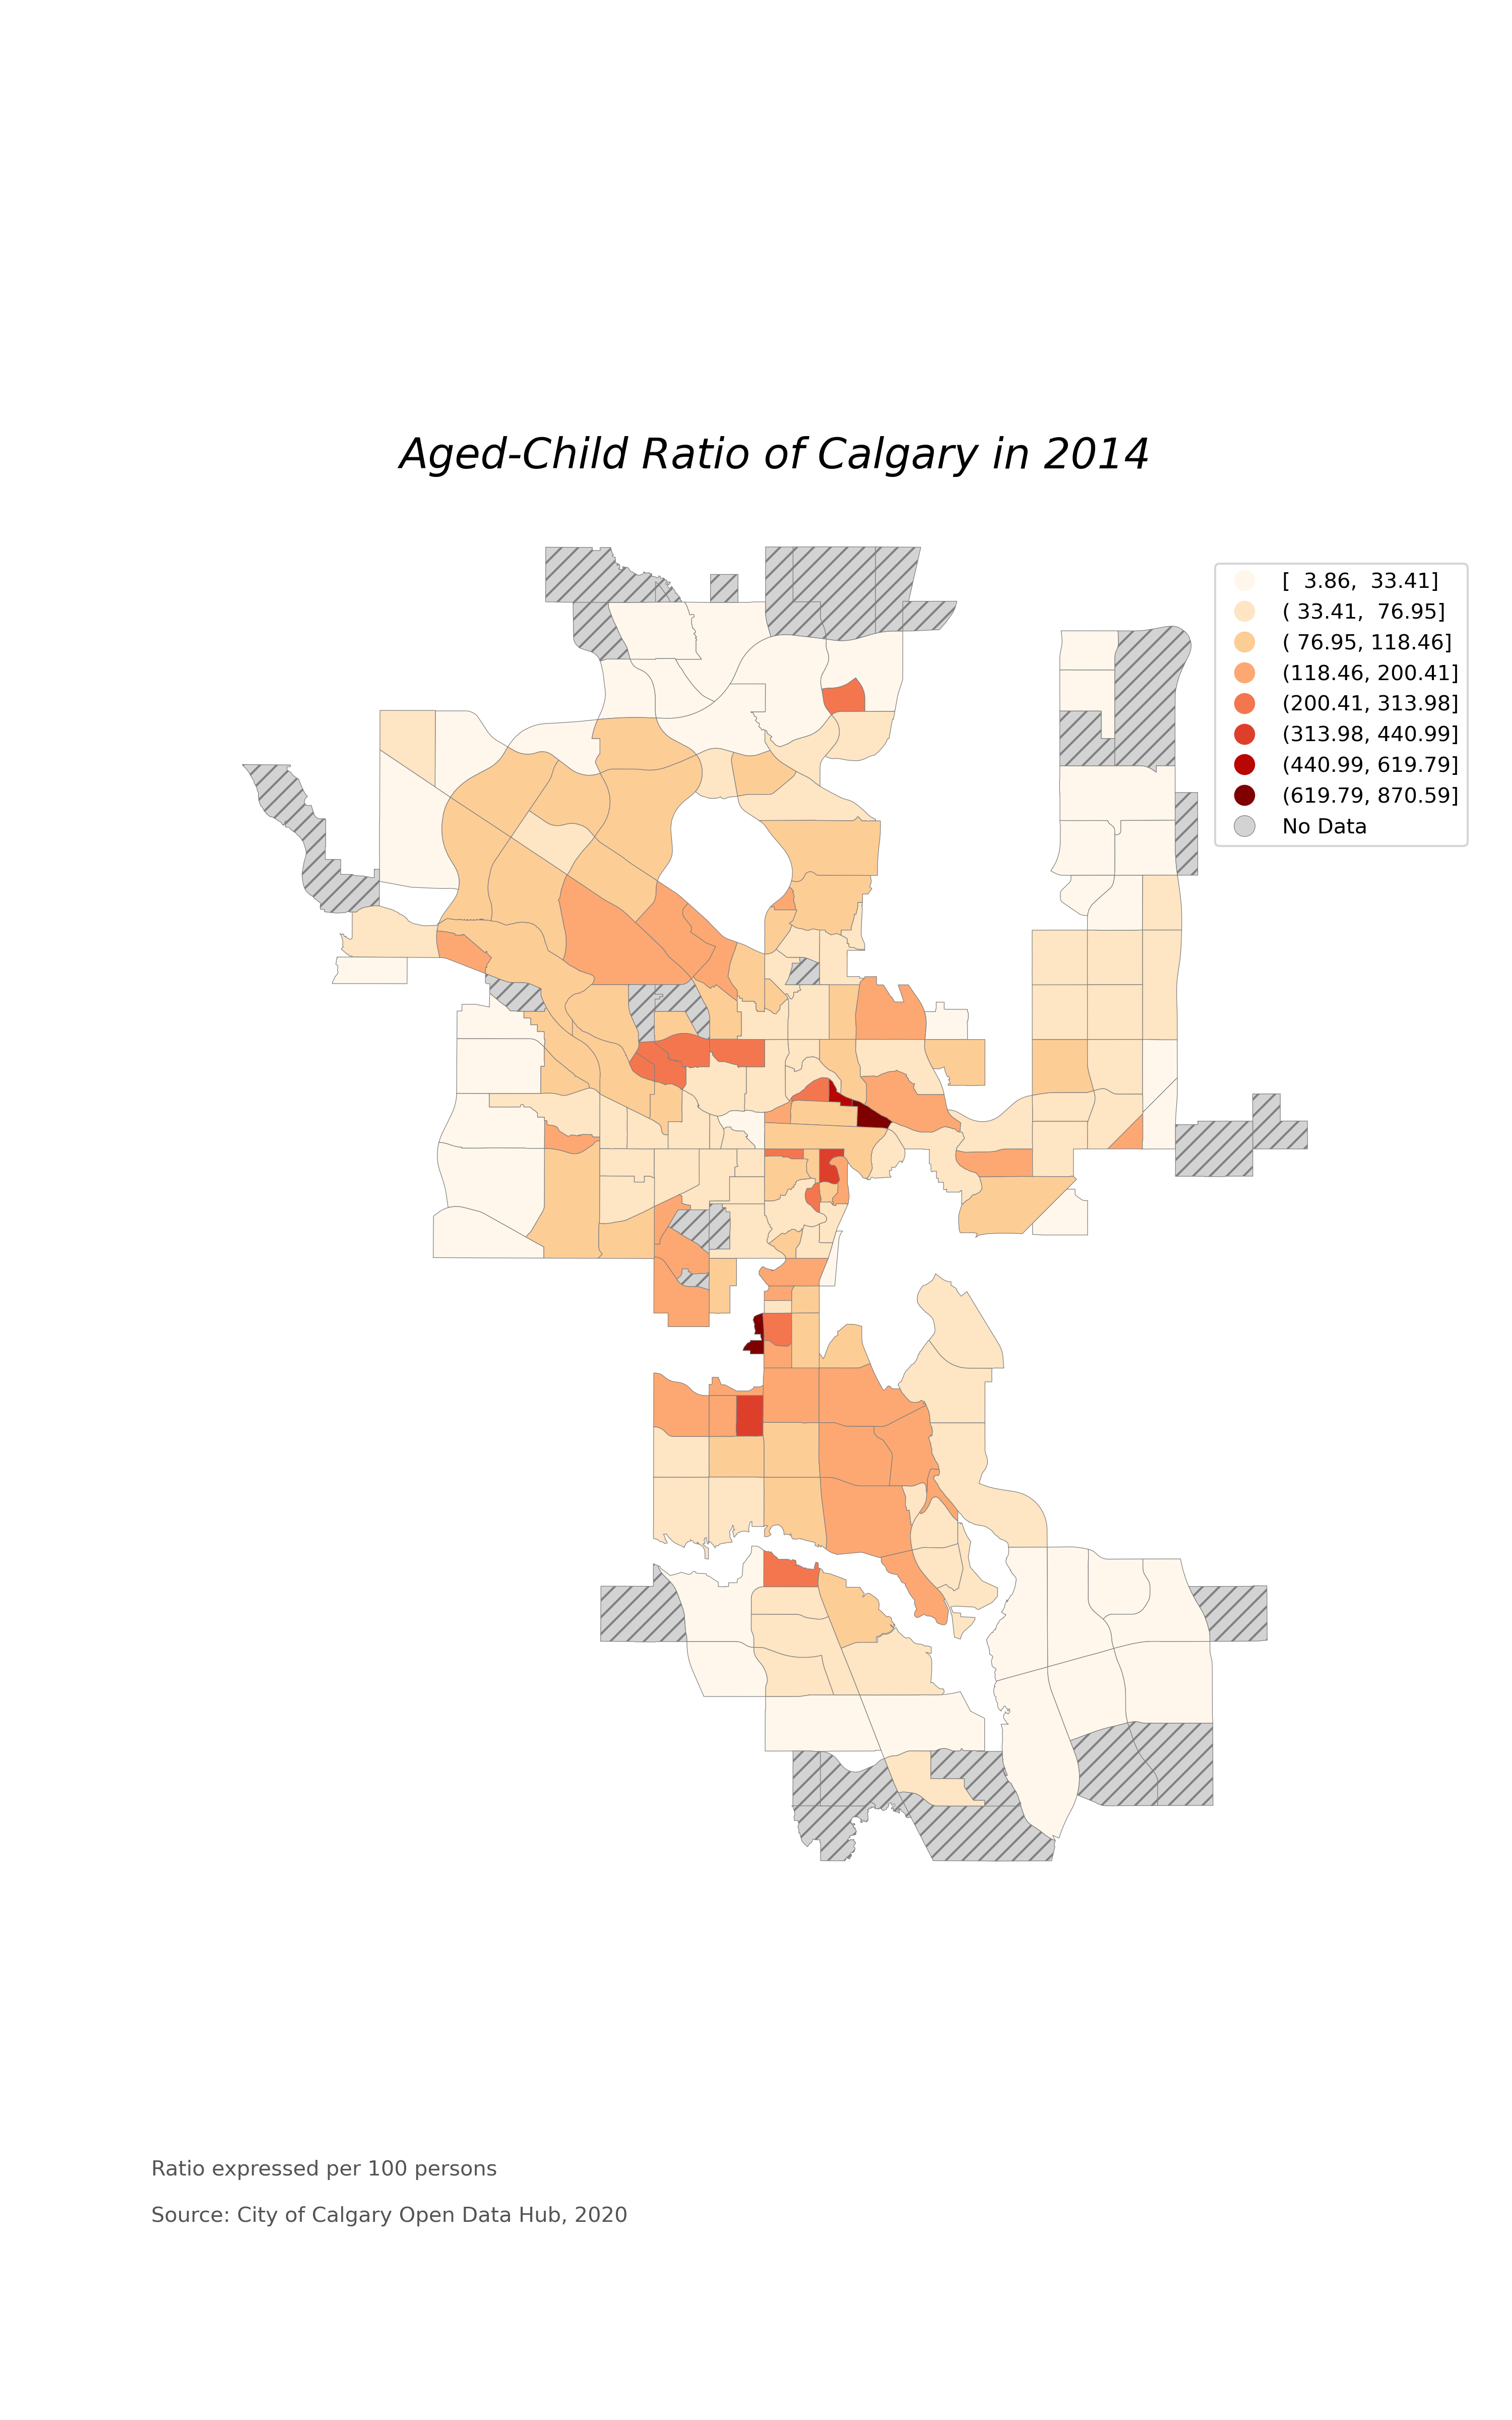 Aged-Child Ratio of Calgary in 2014
[  3.86,  33.41]
( 33.41,  76.95]
( 76.95, 118.46]
(118.46, 200.41]
(200.41, 313.98]
(313.98, 440.99]
(440.99, 619.79]
(619.79, 870.59]
No Data
Ratio expressed per 100 persons
Source: City of Calgary Open Data Hub, 2020